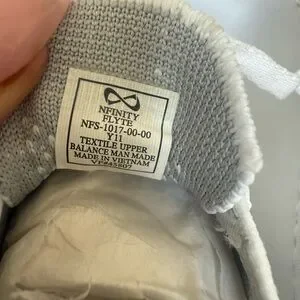 NFINITY
FLYTE
NFS-1017-00-00
Y11
TEXTILE UPPER
BALANCE MAN MADE
MADE IN VIETNAM